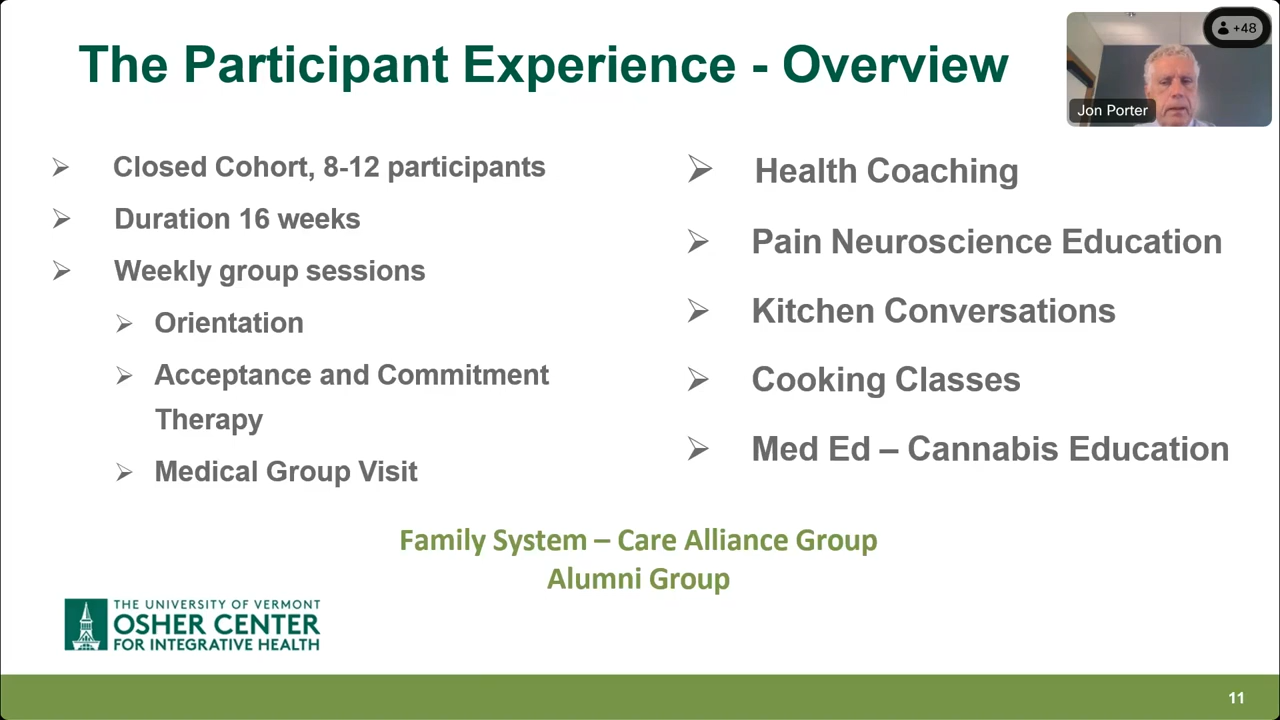 The Participant Experience - Overview
+48
Jon Porter
Closed Cohort, 8-12 participants
Duration 16 weeks
Weekly group sessions
Orientation
Acceptance and Commitment
Therapy
Medical Group Visit
Health Coaching
Pain Neuroscience Education
Kitchen Conversations
Cooking Classes
Med Ed – Cannabis Education
Family System – Care Alliance Group
Alumni Group
THE UNIVERSITY OF VERMONT
OSHER CENTER
FOR INTEGRATIVE HEALTH
11